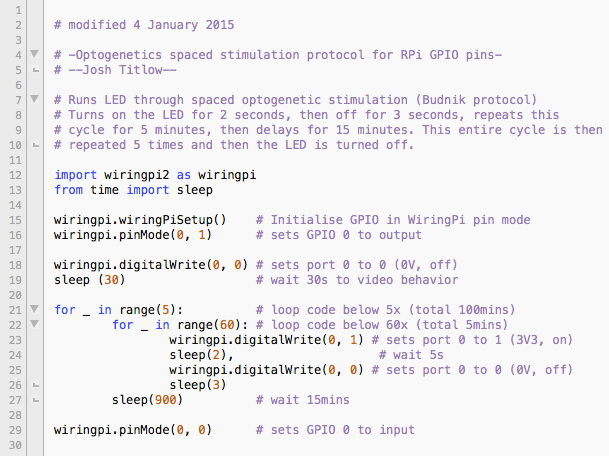 1
2 # modified 4 January 2015
3
4 # -Optogenetics spaced stimulation protocol for RPi GPIO pins-
5 # --Josh Titlow--
6
7 # Runs LED through spaced optogenetic stimulation (Budnik protocol)
8 # Turns on the LED for 2 seconds, then off for 3 seconds, repeats this
9 # cycle for 5 minutes, then delays for 15 minutes. This entire cycle is then
10 # repeated 5 times and then the LED is turned off.
11
12 import wiringpi2 as wiringpi
13 from time import sleep
14
15 wiringpi.wiringPiSetup()    # Initialise GPIO in WiringPi pin mode
16 wiringpi.pinMode(0, 1)      # sets GPIO 0 to output
17
18 wiringpi.digitalWrite(0, 0) # sets port 0 to 0 (0V, off)
19 sleep (30)                  # wait 30s to video behavior
20
21 for _ in range(5):          # loop code below 5x (total 100mins)
22         for _ in range(60): # loop code below 60x (total 5mins)
23                 wiringpi.digitalWrite(0, 1) # sets port 0 to 1 (3V3, on)
24                 sleep(2),                    # wait 5s
25                 wiringpi.digitalWrite(0, 0) # sets port 0 to 0 (0V, off)
26                 sleep(3)
27         sleep(900)          # wait 15mins
28
29 wiringpi.pinMode(0, 0)      # sets GPIO 0 to input
30